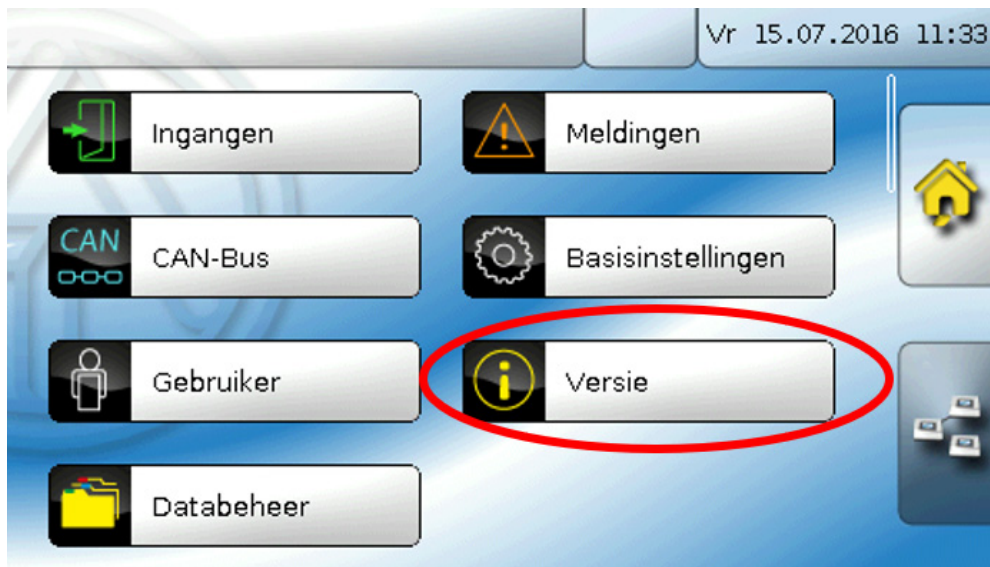 Vr 15.07.2016 11:33
Ingangen
Meldingen
CAN
CAN-Bus
Basisinstellingen
Gebruiker
Versie
Databeheer